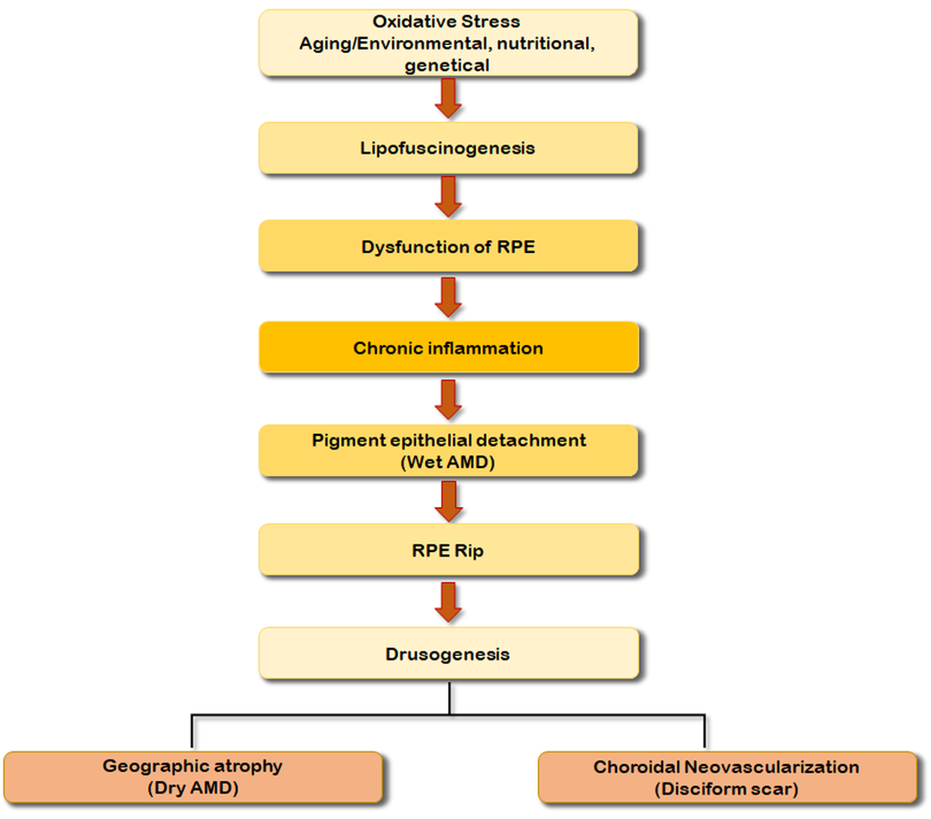 Oxidative Stress
Aging/Environmental, nutritional,
genetical
Lipofuscinogenesis
Dysfunction of RPE
Chronic inflammation
Pigment epithelial detachment
(Wet AMD)
RPE Rip
Drusogenesis
Geographic atrophy
(Dry AMD)
Choroidal Neovascularization
(Disciform scar)